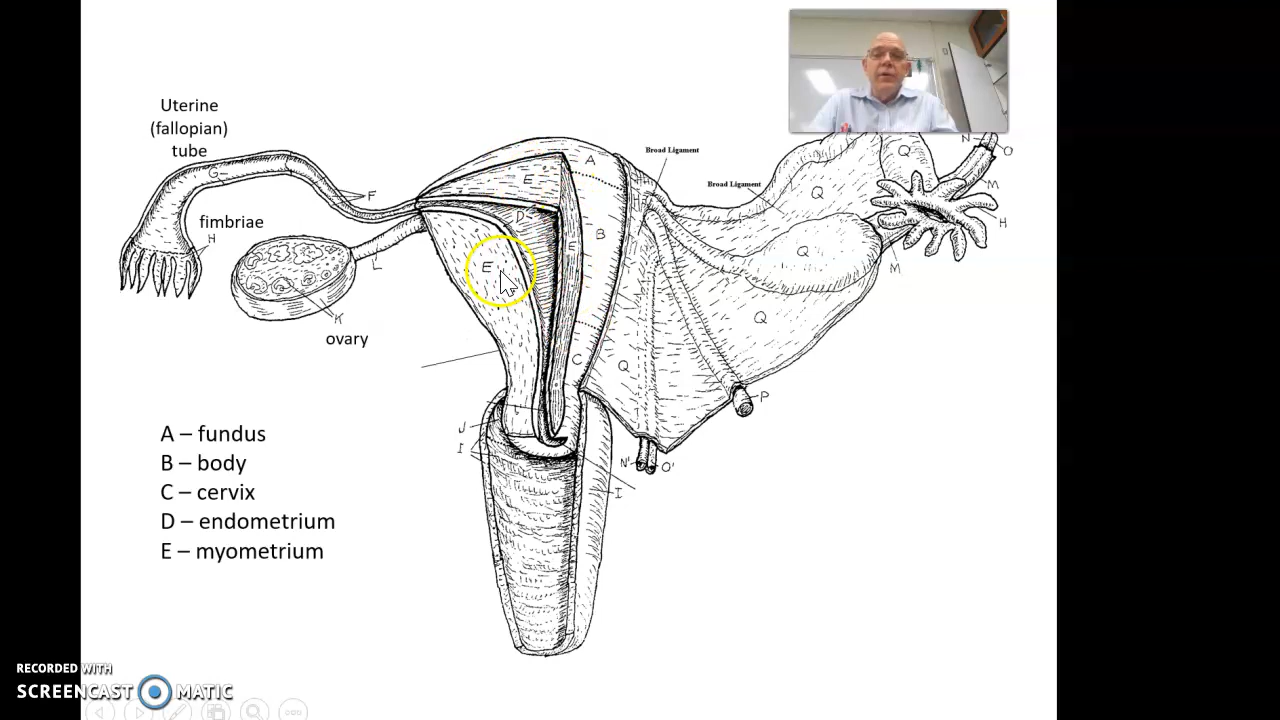 Uterine
(fallopian)
tube
G
F
fimbriae
H
L
K
ovary
A
E
D
E
E
B
C
Broad Ligament
Broad Ligament
Q
Q
Q
Q
Q
N
O
M
H
M
P
N'
O'
J
I
I
A – fundus
B – body
C – cervix
D – endometrium
E – myometrium
RECORDED WITH
SCREENCAST MATIC